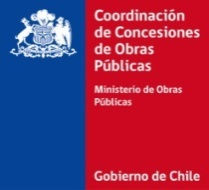 Coordinación
de Concesiones
de Obras
Públicas
Ministerio de Obras
Públicas
Gobierno de Chile